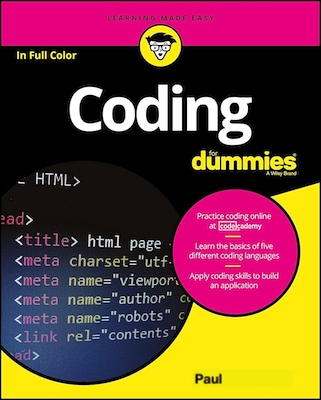 LEARNING MADE EASY
In Full Color
Coding
for
dummies
A Wiley Brand
HTML>
ead>
<title> html page
<meta charset="utf-
<meta name="viewport
<meta name="author"
<meta name="robots" c
<link rel="contents"
ad>
Practice coding online
at codecademy
Learn the basics of five
different coding languages
Apply coding skills to build
an application
Paul